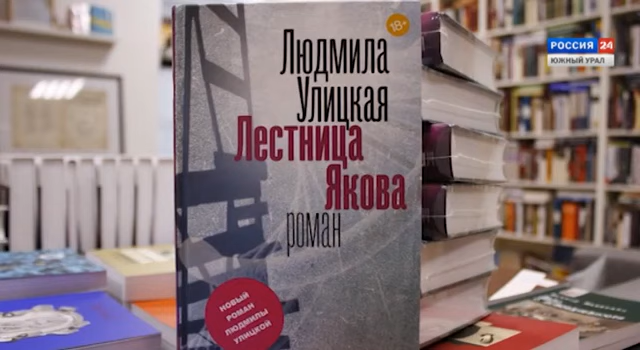 18+
РОССИЯ 24
ЮЖНЫЙ УРАЛ
Людмила
Улицкая
Лестница
Якова
роман
НОВЫЙ
РОМАН
ЛЮДМИЛЫ
УЛИЦКОЙ